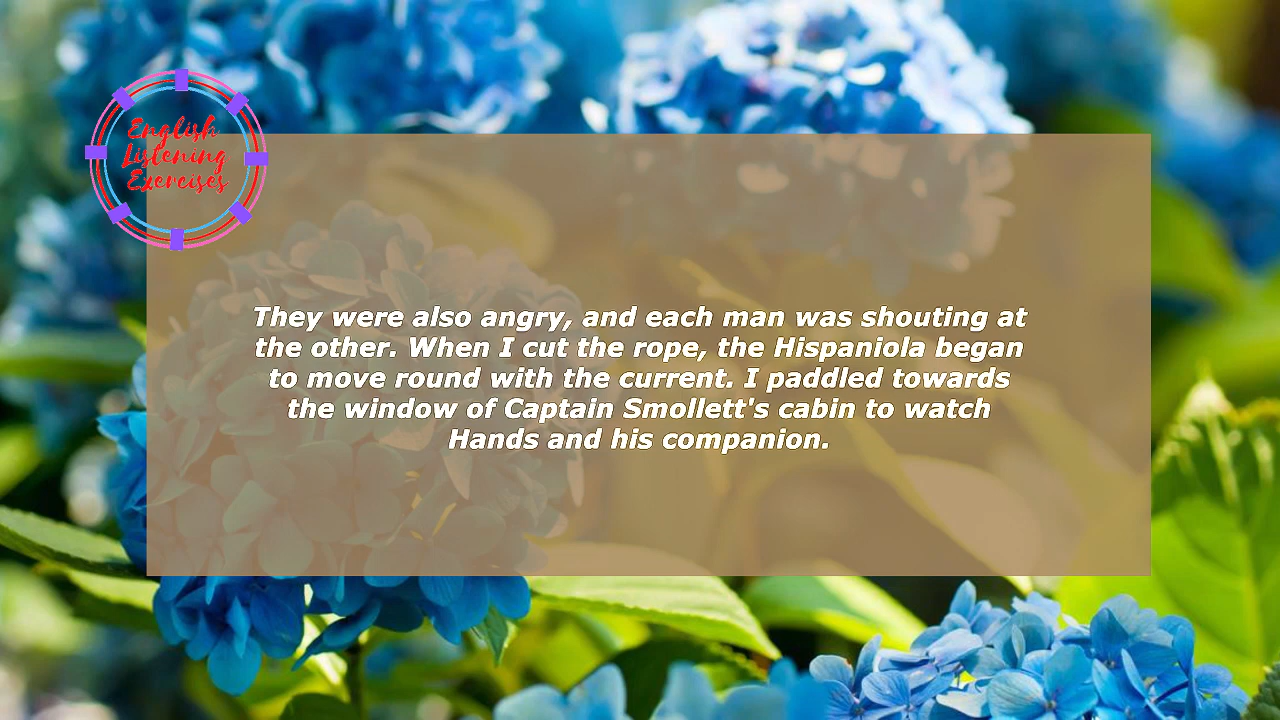 English
Listening
Exercises
They were also angry, and each man was shouting at
the other. When I cut the rope, the Hispaniola began
to move round with the current. I paddled towards
the window of Captain Smollett's cabin to watch
Hands and his companion.